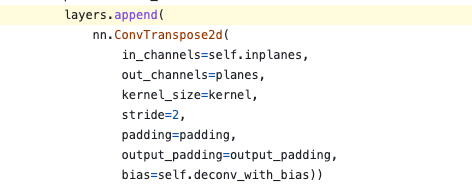 layers.append(
nn.ConvTranspose2d(
in_channels=self.inplanes,
out_channels=planes,
kernel_size=kernel,
stride=2,
padding=padding,
output_padding=output_padding,
bias=self.deconv_with_bias))